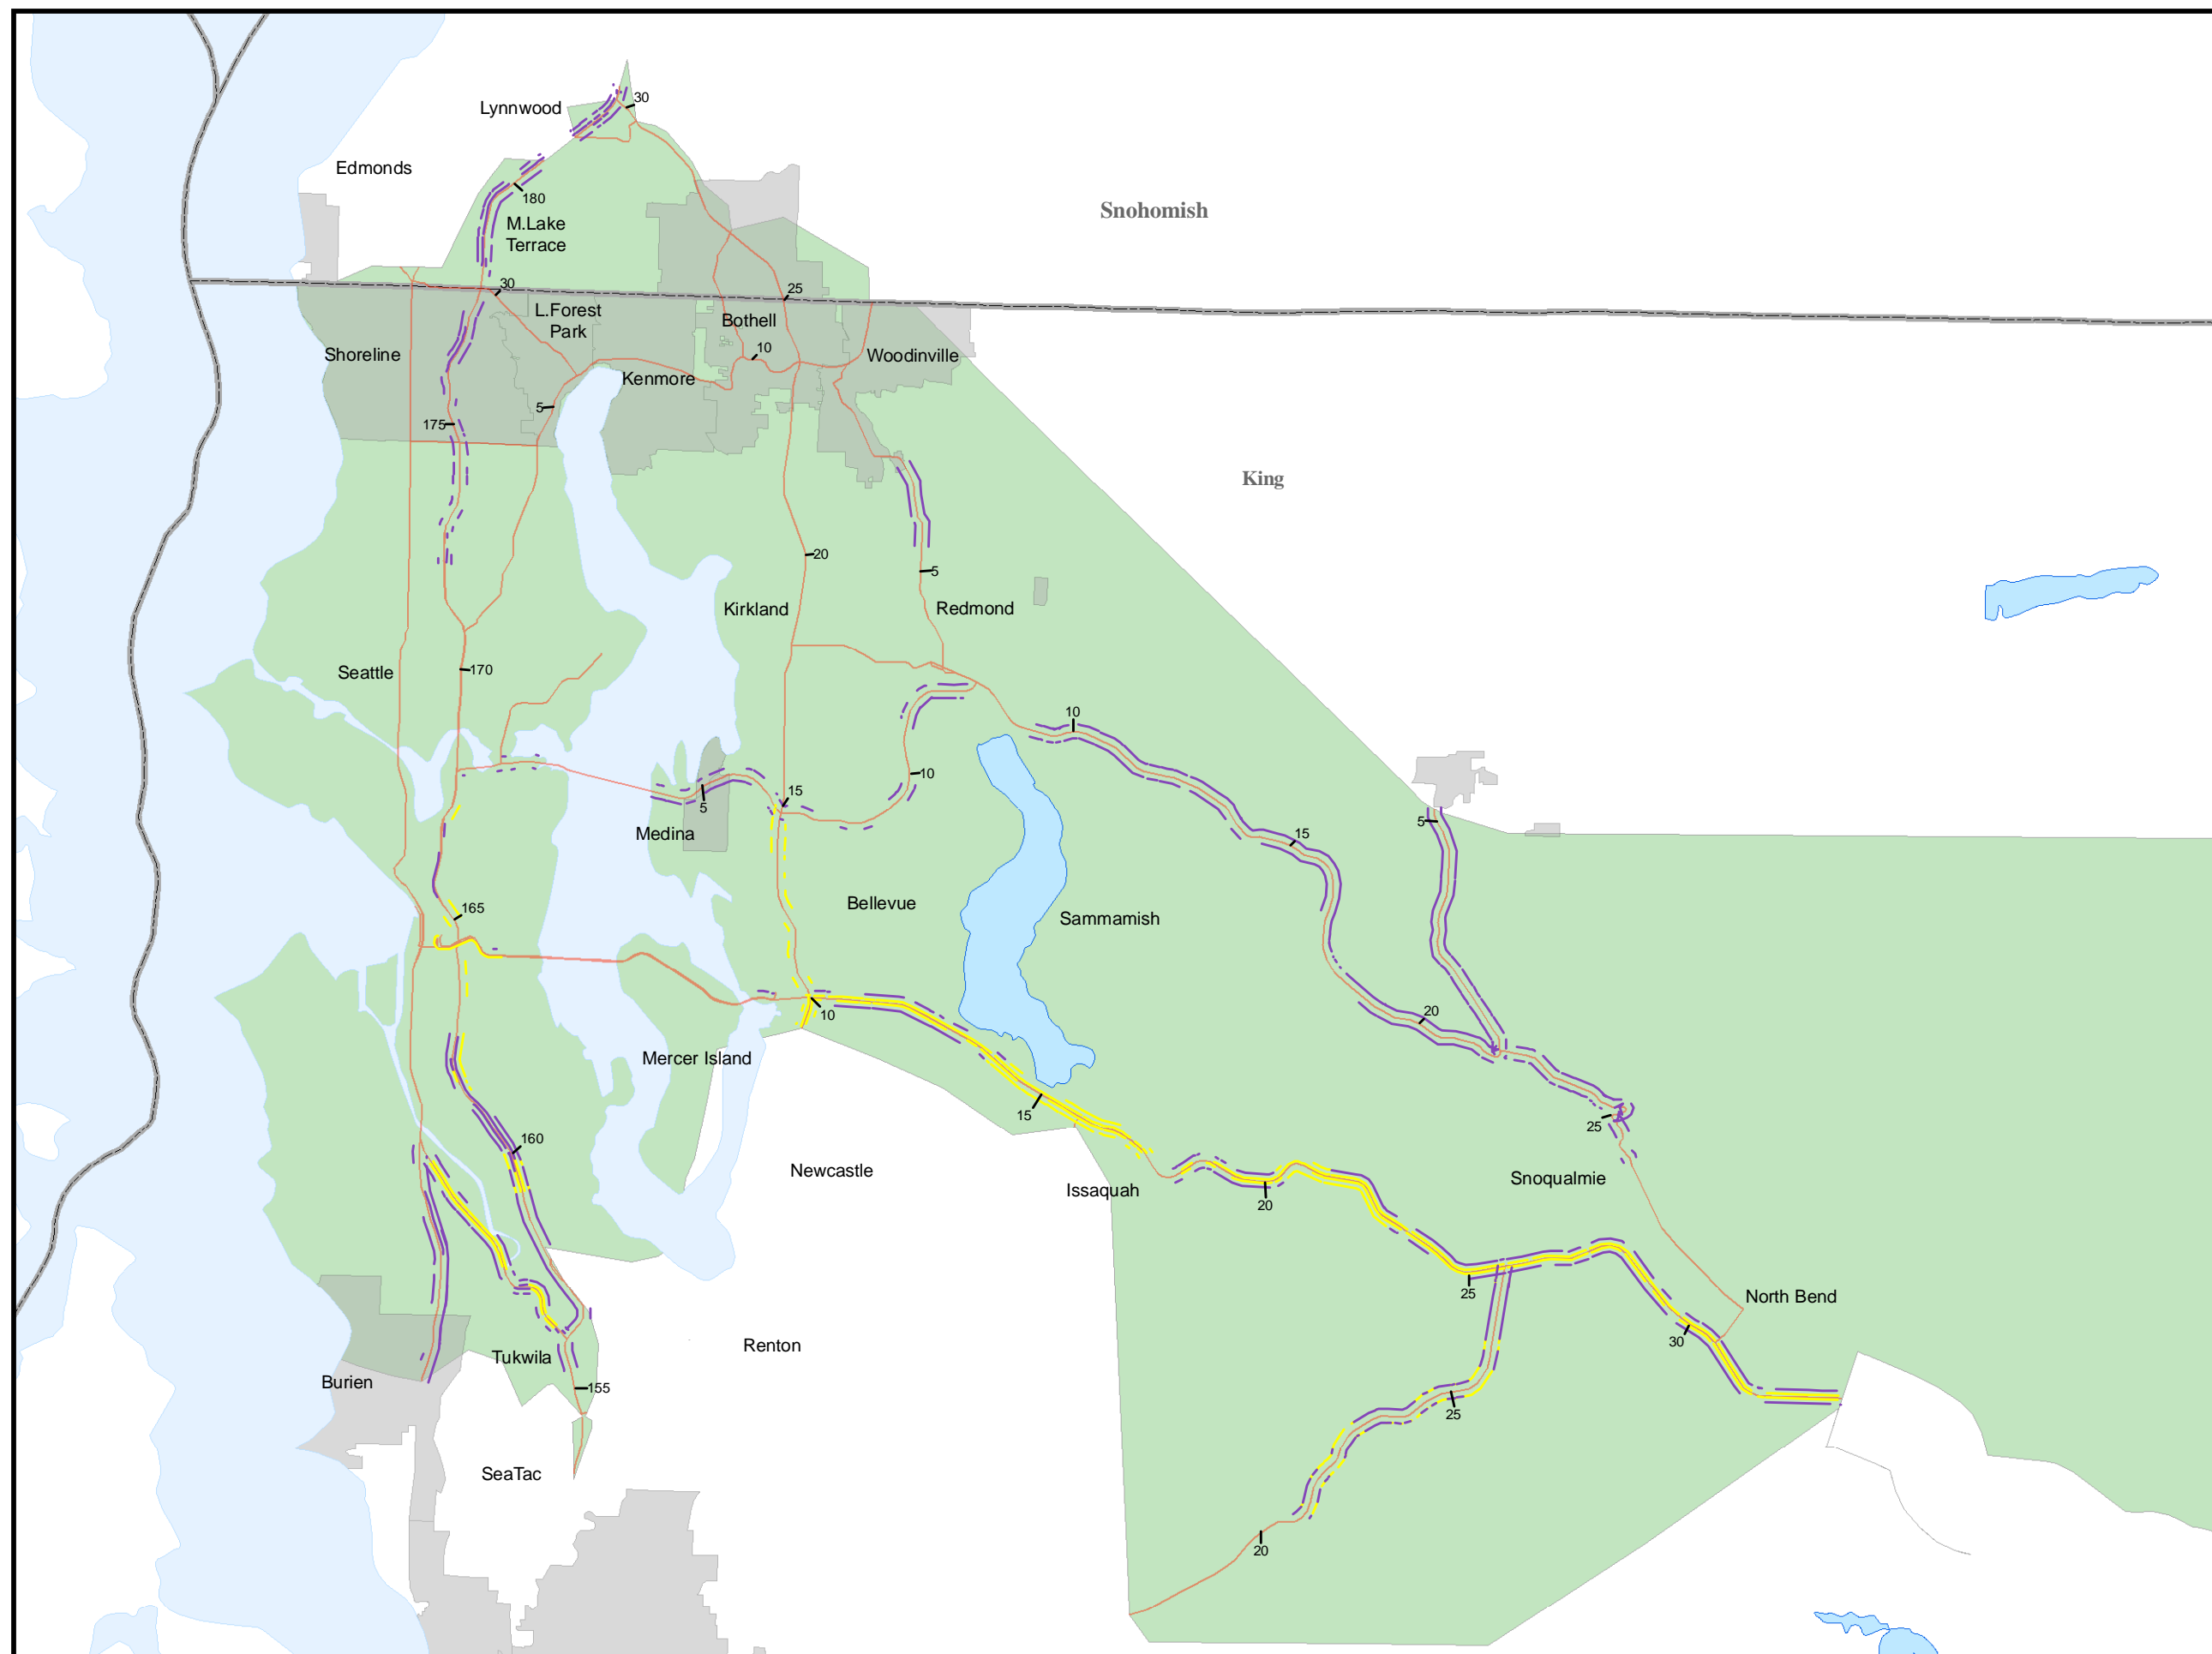 30
Lynnwood
Edmonds
180
Snohomish
M.Lake
Terrace
30
25
L.Forest
Park
Bothell
10
Shoreline
Woodinville
Kenmore
5
175
King
20
5
Kirkland
Redmond
Seattle
170
10
10
15
5
Medina
5
15
Bellevue
165
Sammamish
10
20
Mercer Island
15
25
160
Newcastle
Snoqualmie
Issaquah
20
25
North Bend
30
Renton
Tukwila
Burien
155
25
SeaTac
20